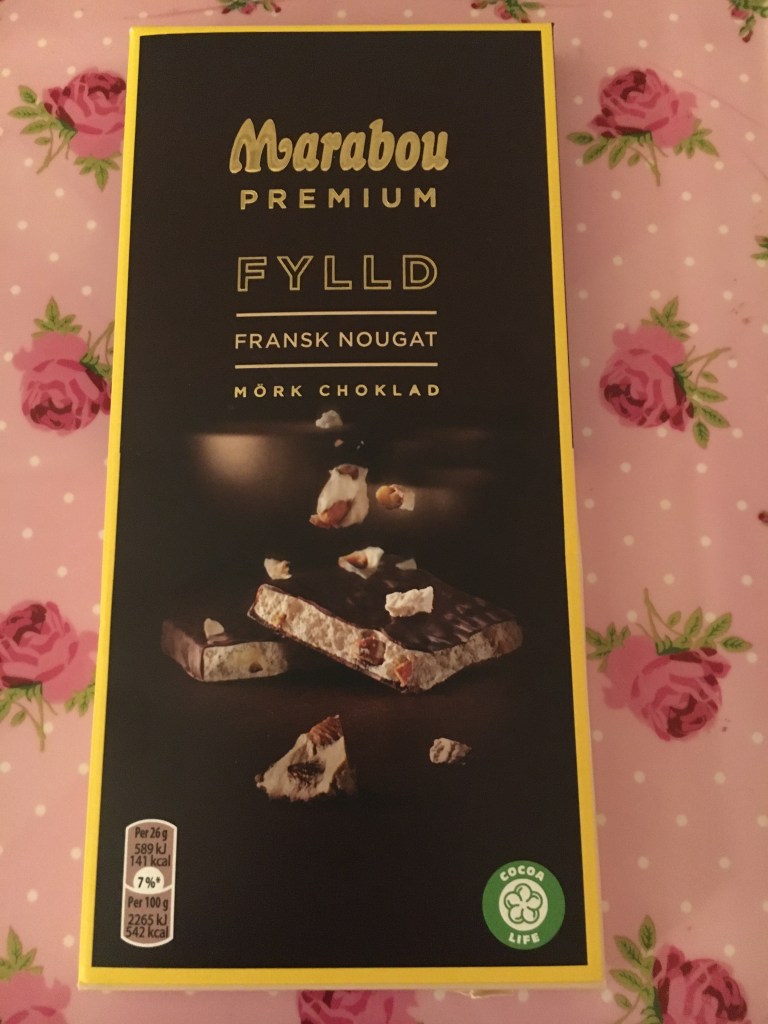 Marabou
PREMIUM
FYLLD
FRANSK NOUGAT
MÖRK CHOKLAD
Per 26 g
589 kJ
141 kcal
7%*
Per 100 g
2265 kJ
542 kcal
COCOA
LIFE